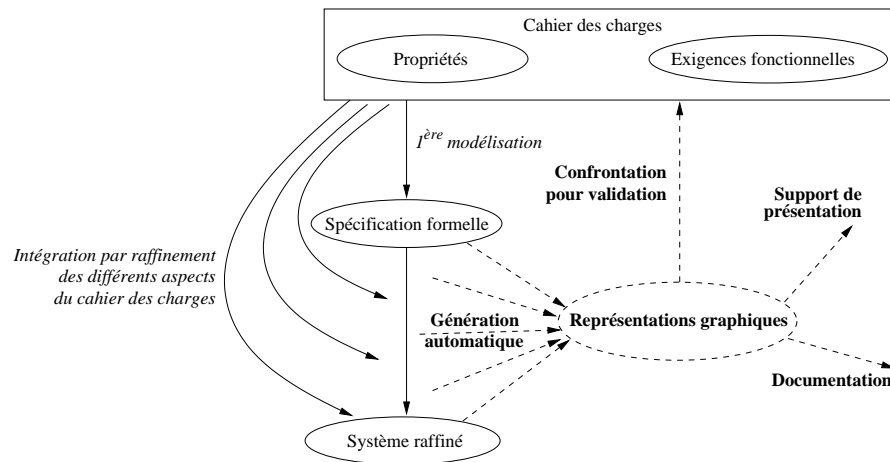 Cahier des charges
Propriétés
Exigences fonctionnelles
1ère modélisation
Confrontation
pour validation
Support de
présentation
Spécification formelle
Intégration par raffinement
des différents aspects
du cahier des charges
Génération
automatique
Représentations graphiques
Documentation
Système raffiné